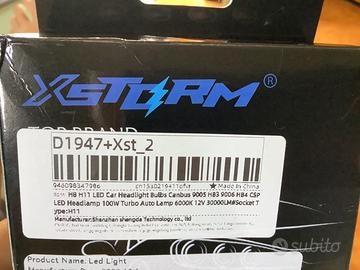 XSTORM®
TOP BRAND
D1947+Xst_2
946098347986
★Made In China
Item: H8 H11 LED Car Headlight Bulbs Canbus 9005 HB3 9006 HB4 CSP
LED Headlamp 100W Turbo Auto Lamp 6000K 12V 30000LM#Socket T
ype:H11
Manufacturer:Shenzhen shengda Technology co., ltd
Product Name: Led Light
subito